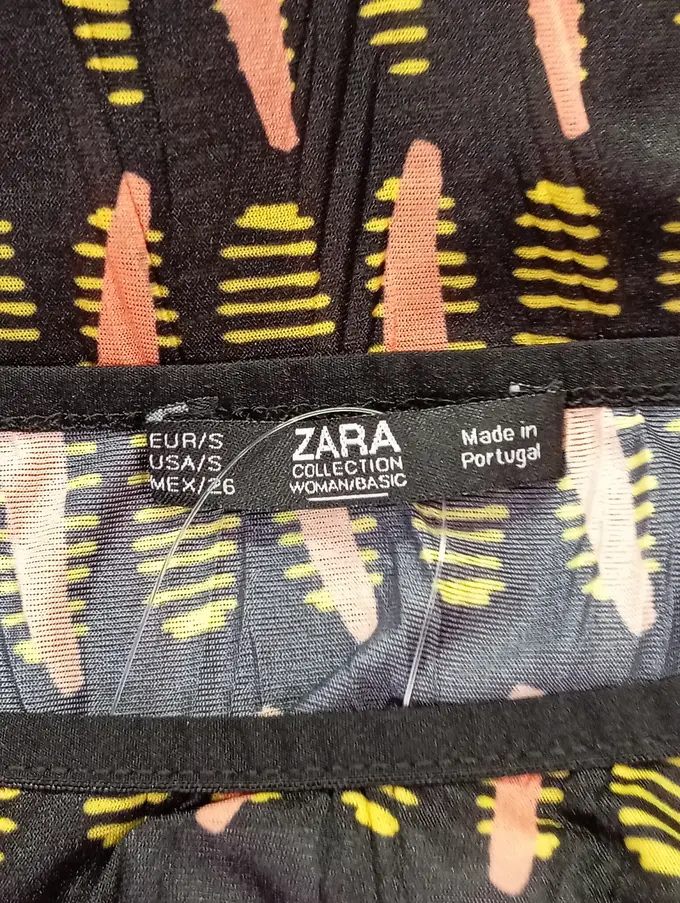 EUR/S
USA/S
MEX/26
ZARA
COLLECTION
WOMAN/BASIC
Made in
Portugal